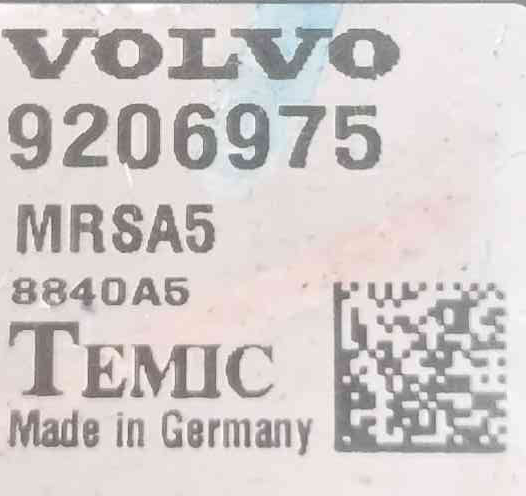 VOLVO
9206975
MRSA5
8840A5
TEMIC
Made in Germany